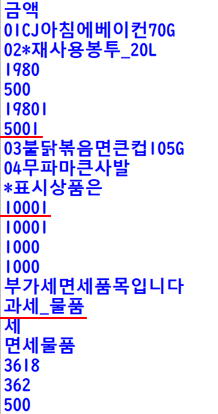 금액
01CJ아침에베이컨70G
02*재사용봉투_20L
1980
500
19801
5001
03불닭볶음면큰컵105G
04무파마큰사발
*표시상품은
10001
10001
1000
1000
부가세면세품목입니다
과세_물품
세
면세물품
3618
362
500